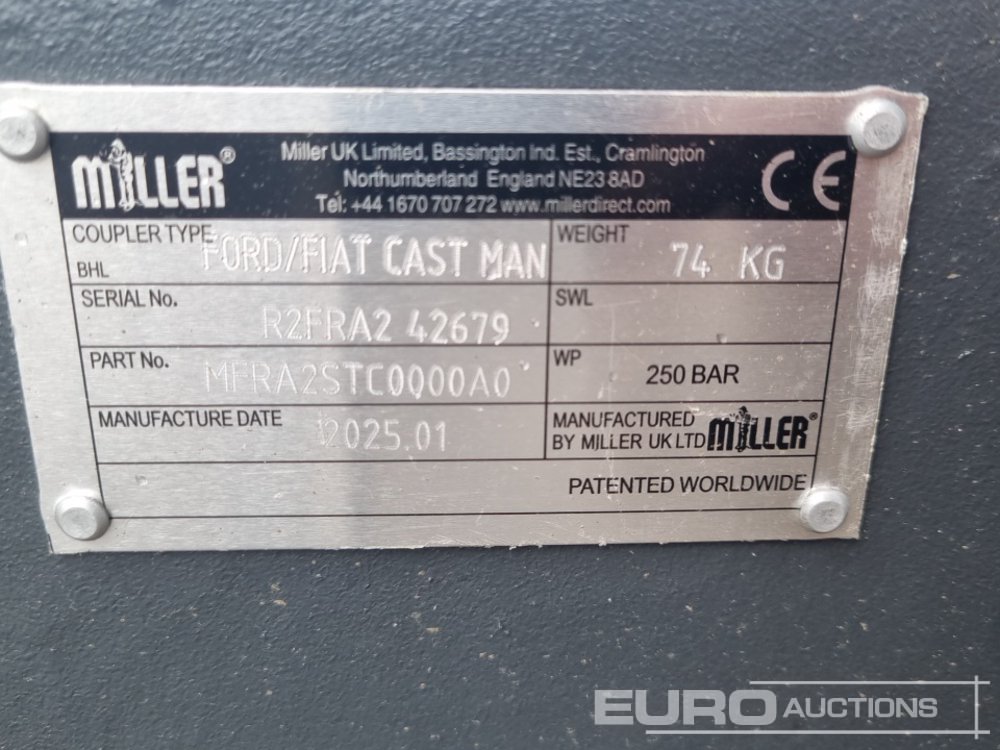 MILLER®
Miller UK Limited, Bassington Ind. Est., Cramlington
Northumberland England NE23 8AD
Tel: +44 1670 707 272 www.millerdirect.com
CE
COUPLER TYPE FORD/FIAT CAST MAN
BHL
WEIGHT 74 KG
SERIAL No. R2FRA2 42679
SWL
PART No. MFRA2STC0000A0
WP 250 BAR
MANUFACTURE DATE 2025.01
MANUFACTURED
BY MILLER UK LTD MILLER®
PATENTED WORLDWIDE
EURO AUCTIONS